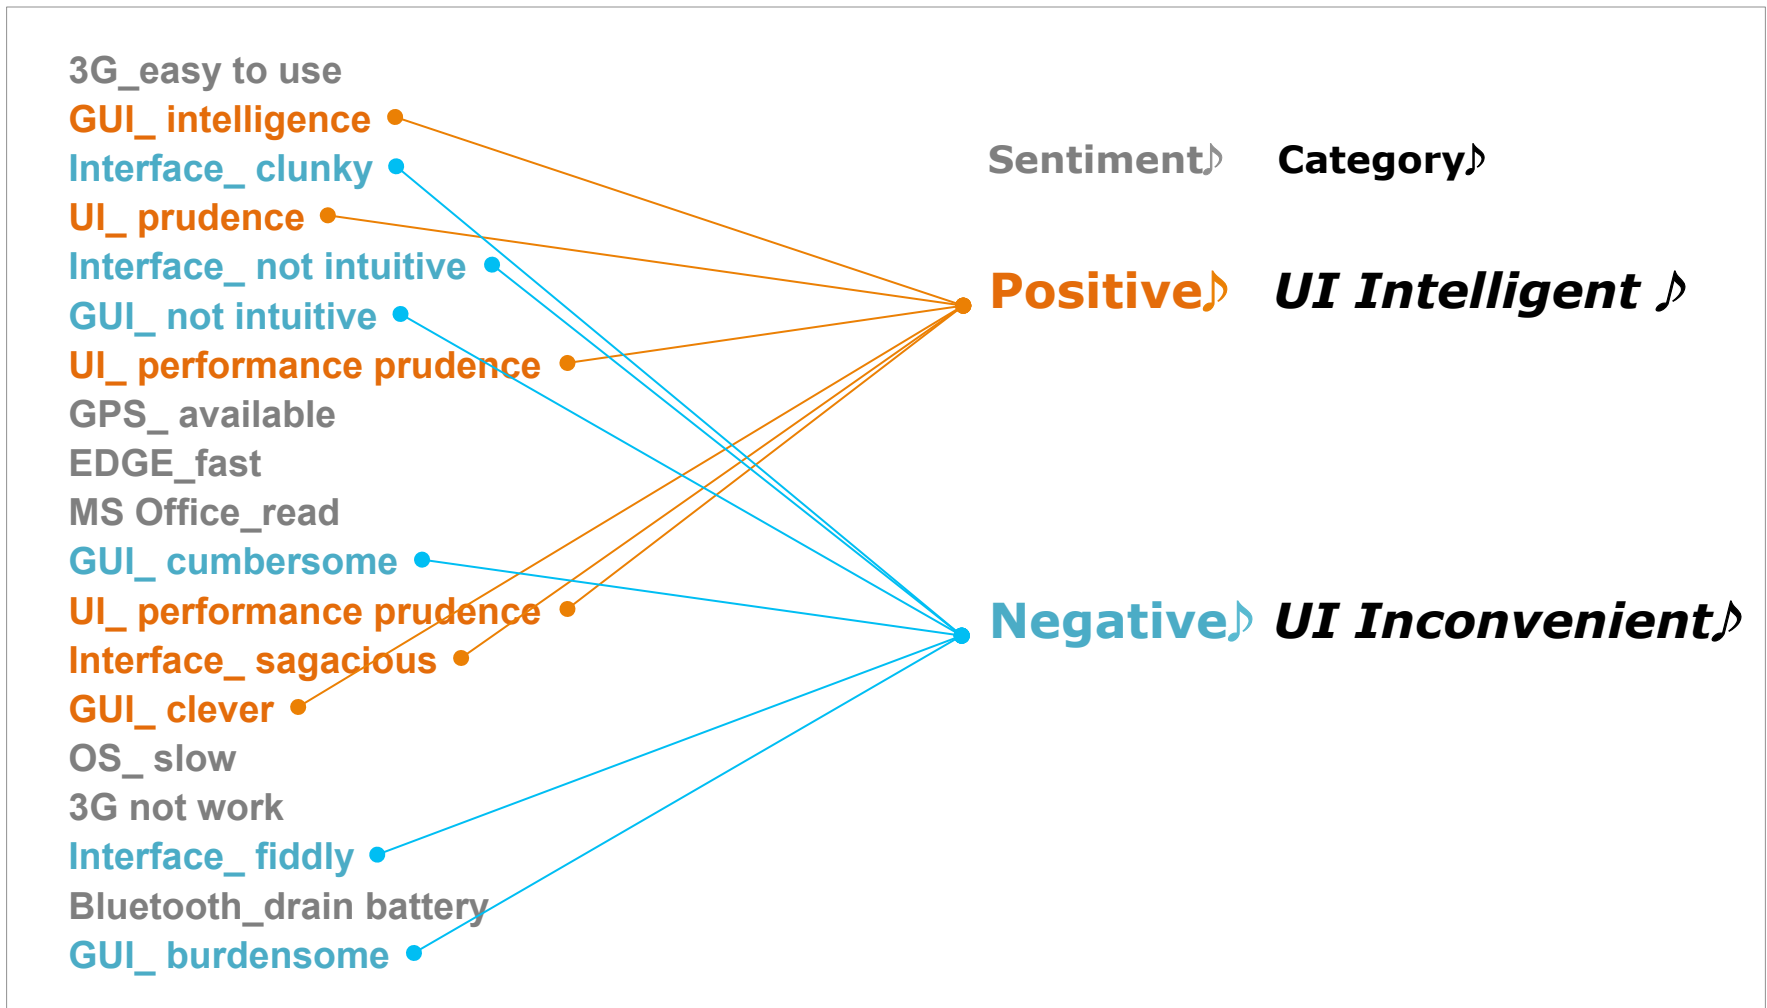 3G_easy to use
GUI_ intelligence
Interface_ clunky
UI_ prudence
Interface_ not intuitive
GUI_ not intuitive
UI_ performance prudence
GPS_ available
EDGE_fast
MS Office_read
GUI_ cumbersome
UI_ performance prudence
Interface_ sagacious
GUI_ clever
OS_ slow
3G not work
Interface_ fiddly
Bluetooth_drain battery
GUI_ burdensome
Sentiment♪ Category♪
Positive♪ UI Intelligent ♪
Negative♪ UI Inconvenient♪